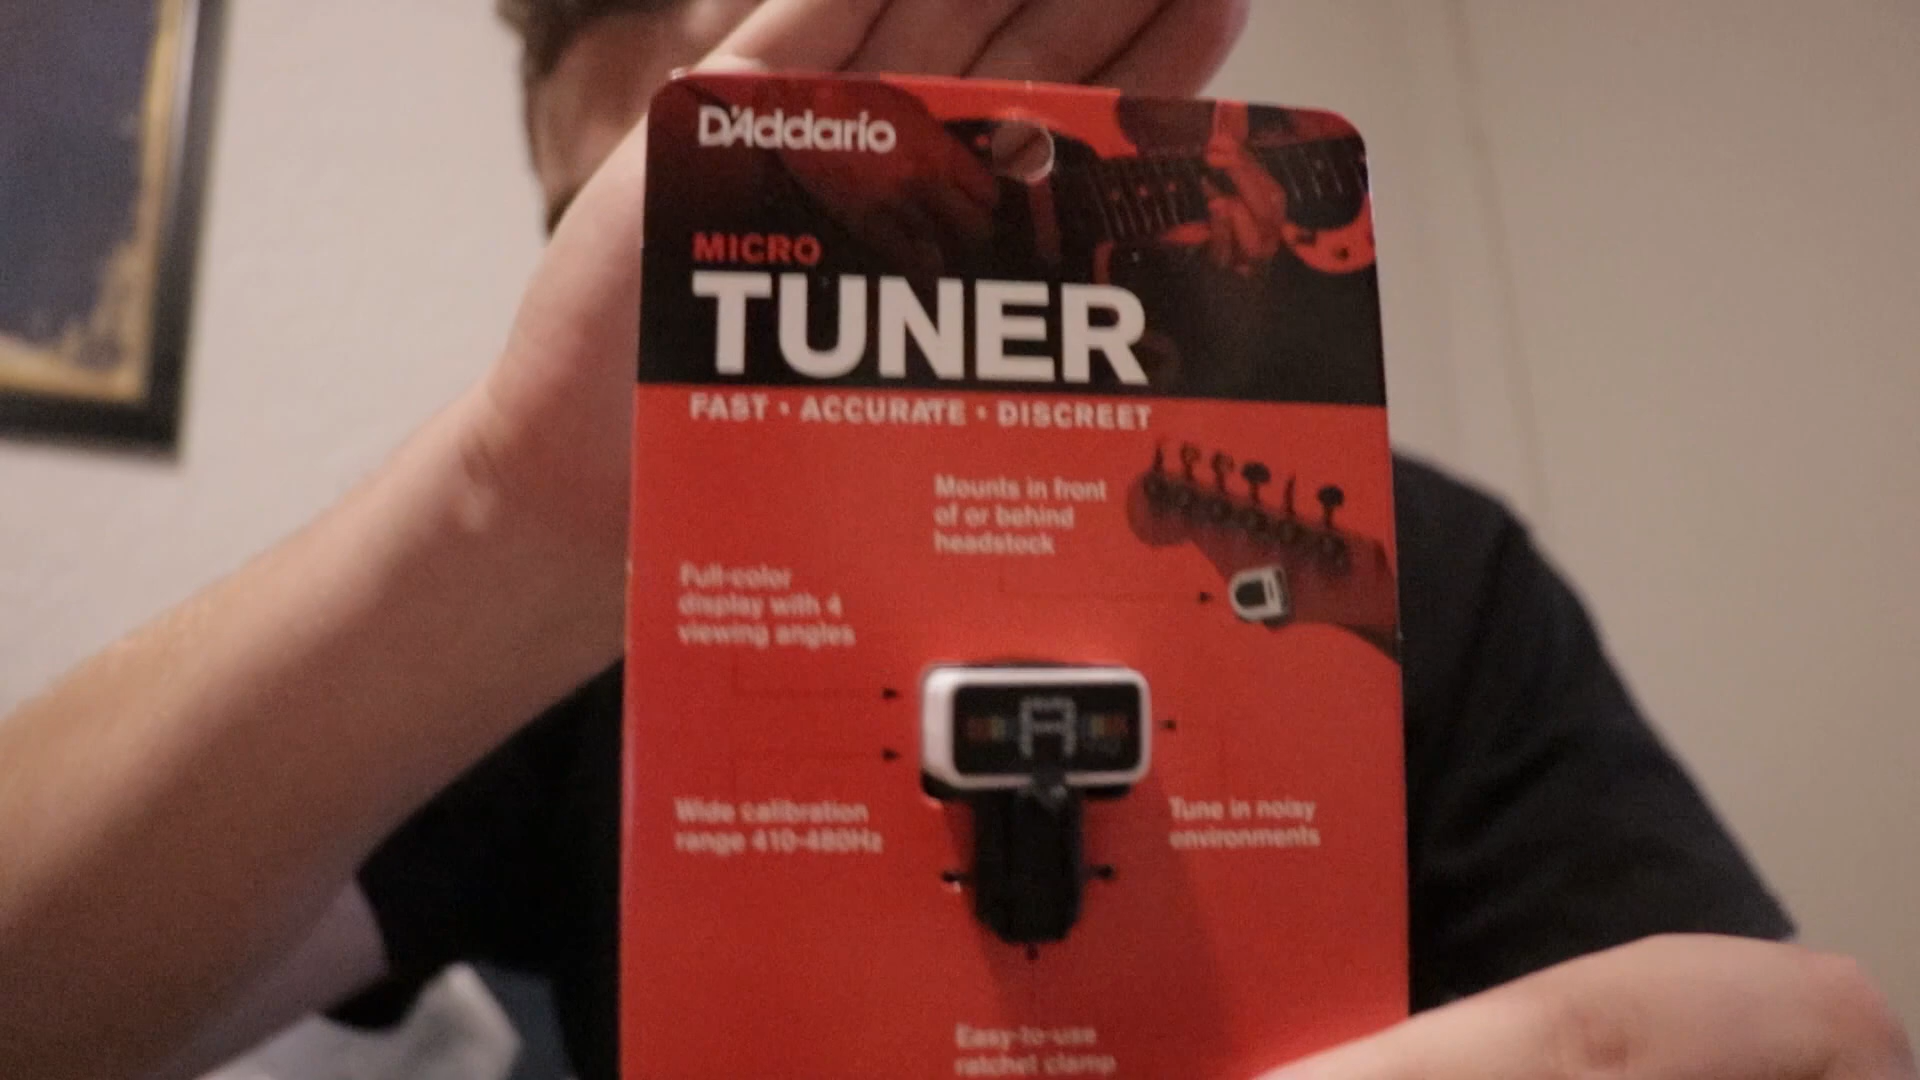 D'Addario
MICRO
TUNER
FAST • ACCURATE • DISCREET
Mounts in front
of or behind
headstock
Full-color
display with 4
viewing angles
Wide calibration
range 410-480Hz
Tune in noisy
environments
Easy-to-use
ratchet clamp